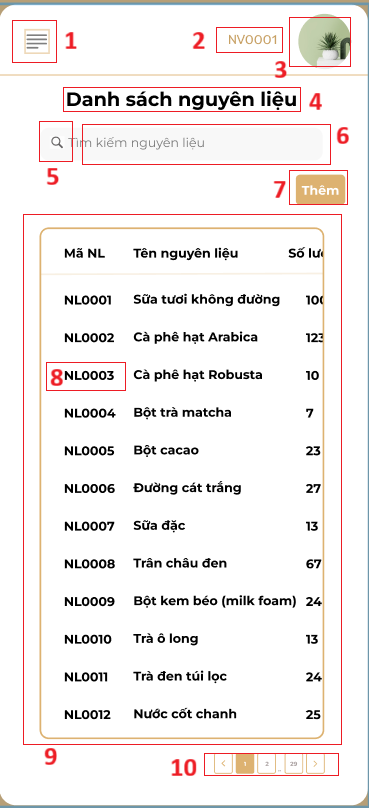 1
2 NV0001
3
Danh sách nguyên liệu 4
Tìm kiếm nguyên liệu 6
5
7 Thêm
Mã NL Tên nguyên liệu Số lư
NL0001 Sữa tươi không đường 100
NL0002 Cà phê hạt Arabica 123
8 NL0003 Cà phê hạt Robusta 10
NL0004 Bột trà matcha 7
NL0005 Bột cacao 23
NL0006 Đường cát trắng 27
NL0007 Sữa đặc 13
NL0008 Trân châu đen 67
NL0009 Bột kem béo (milk foam) 24
NL0010 Trà ô long 13
NL0011 Trà đen túi lọc 24
NL0012 Nước cốt chanh 25
9
10 < 1 2 ... 29 >